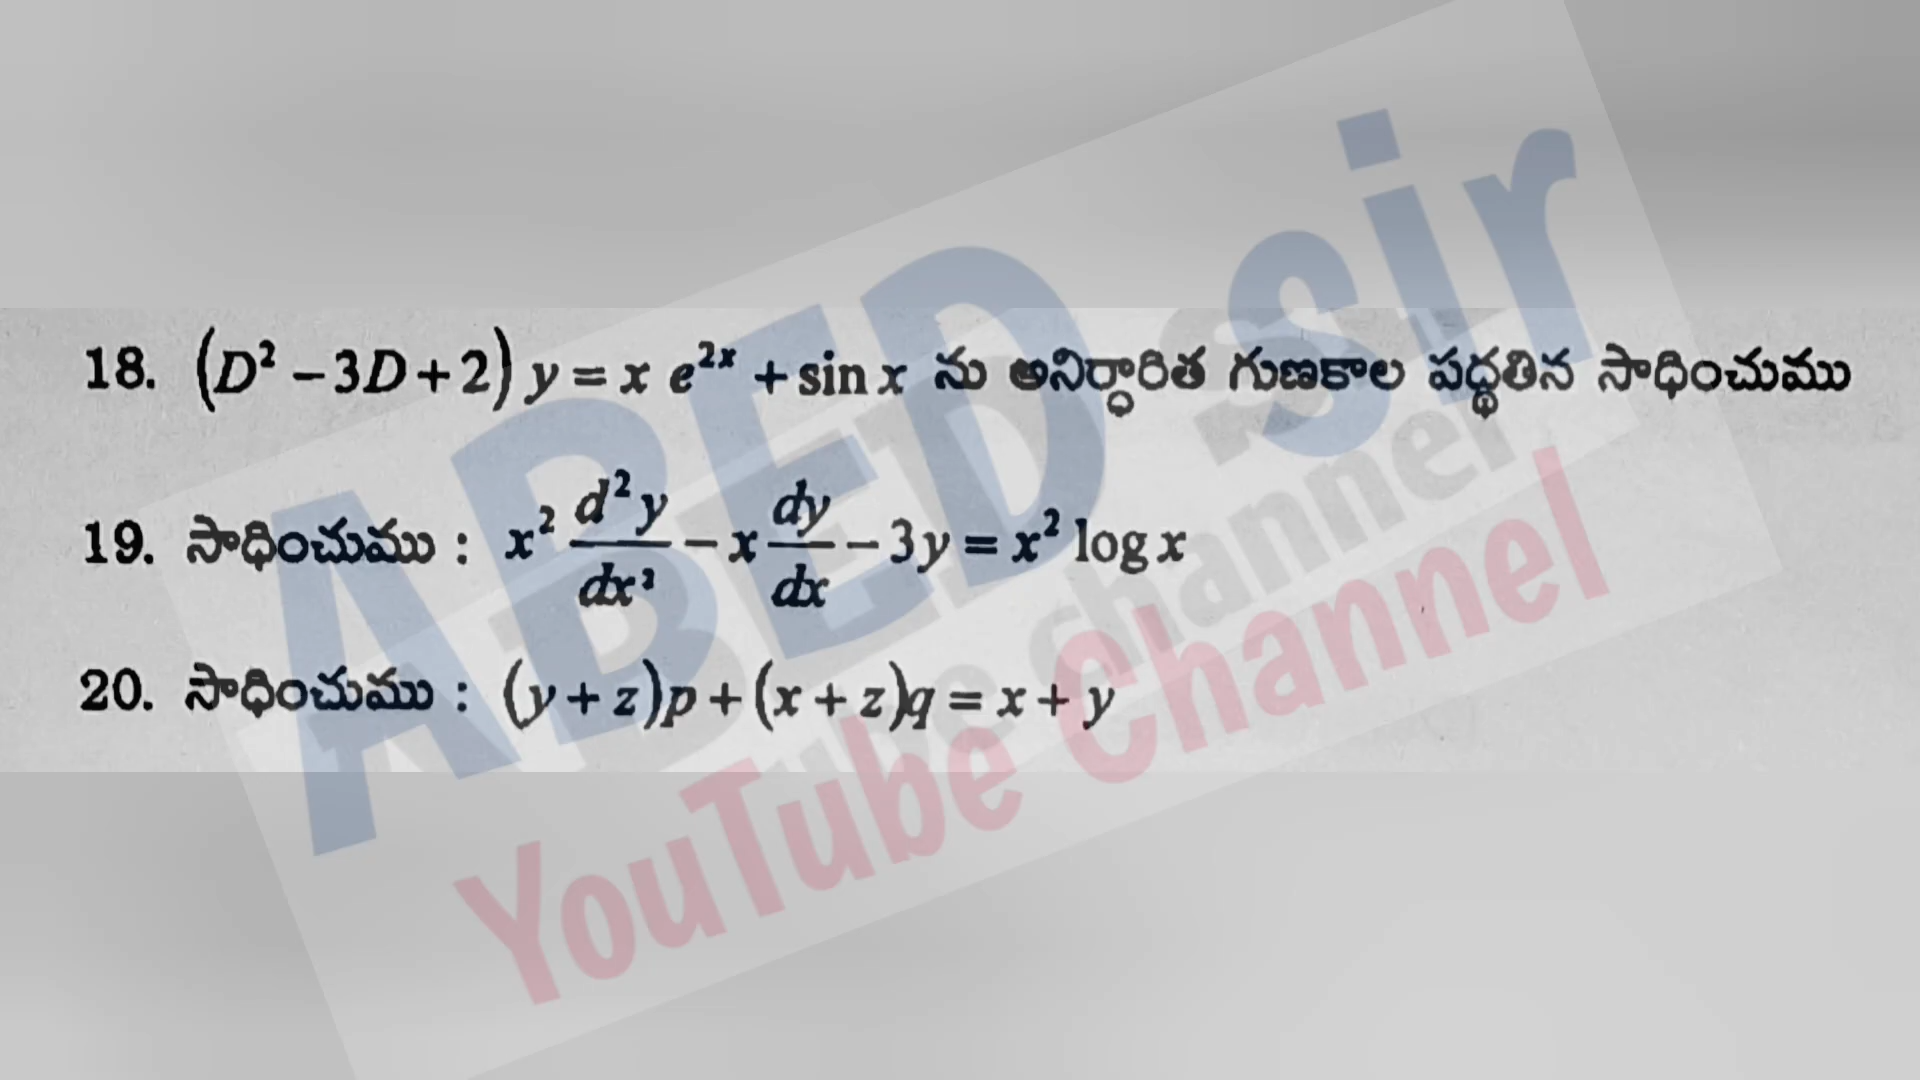 18. (D² – 3D + 2) y = x e²ˣ + sin x ను అనిర్ధారిత గుణకాల పద్ధతిన సాధించుము
19. సాధించుము : x² d²y/dx² – x dy/dx – 3y = x² log x
20. సాధించుము : (y + z)p + (x + z)q = x + y
ABED sir
YouTube Channel